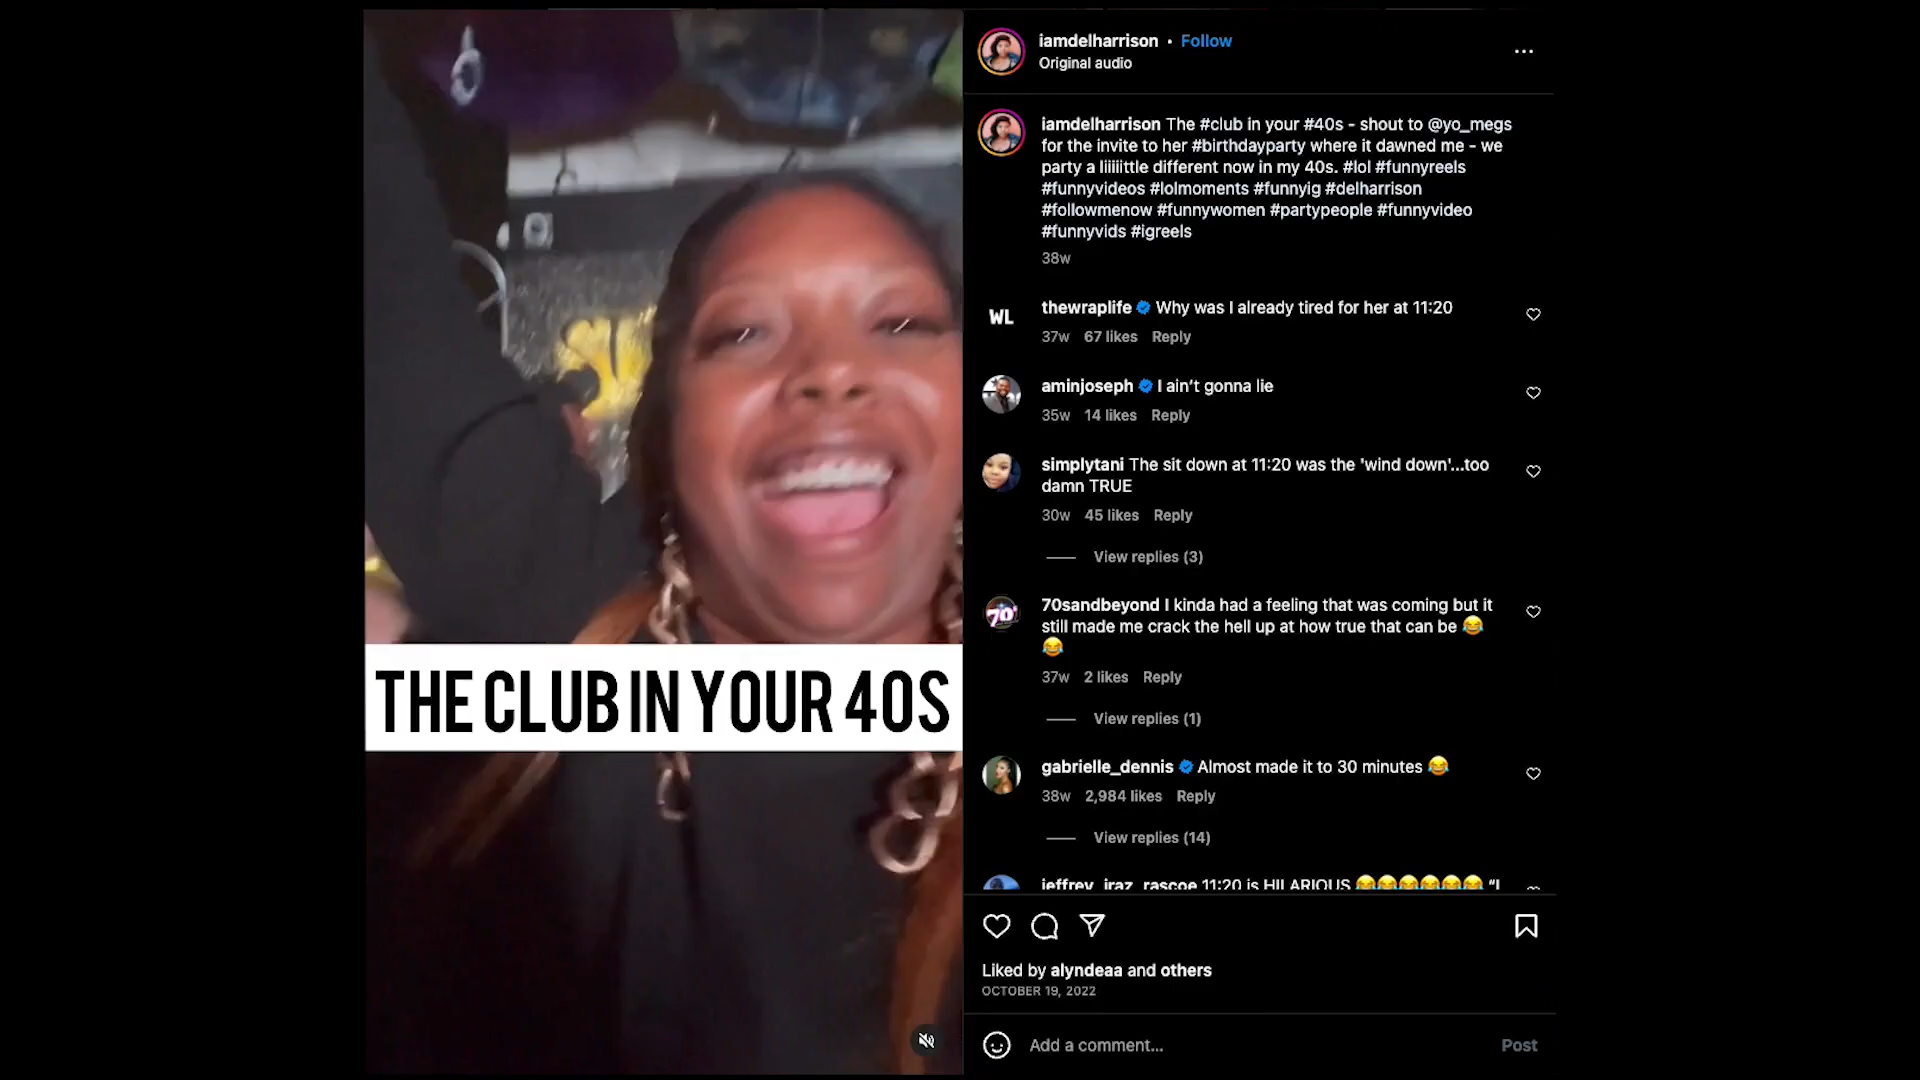 THE CLUB IN YOUR 40S
iamdelharrison • Follow
Original audio
iamdelharrison The #club in your #40s - shout to @yo_megs
for the invite to her #birthdayparty where it dawned me - we
party a liiiiittle different now in my 40s. #lol #funnyreels
#funnyvideos #lolmoments #funnyig #delharrison
#followmenow #funnywomen #partypeople #funnyvideo
#funnyvids #igreels
38w
WL
thewraplife Why was I already tired for her at 11:20
37w 67 likes Reply
aminjoseph I ain't gonna lie
35w 14 likes Reply
simplytani The sit down at 11:20 was the 'wind down'...too
damn TRUE
30w 45 likes Reply
View replies (3)
70
70sandbeyond I kinda had a feeling that was coming but it
still made me crack the hell up at how true that can be 😂
😂
37w 2 likes Reply
View replies (1)
gabrielle_dennis Almost made it to 30 minutes 😂
38w 2,984 likes Reply
View replies (14)
jeffrey_iraz_rascoe 11:20 is HILARIOUS 😂😂😂😂😂😂 “I
Liked by alyndeaa and others
OCTOBER 19, 2022
Add a comment...
Post